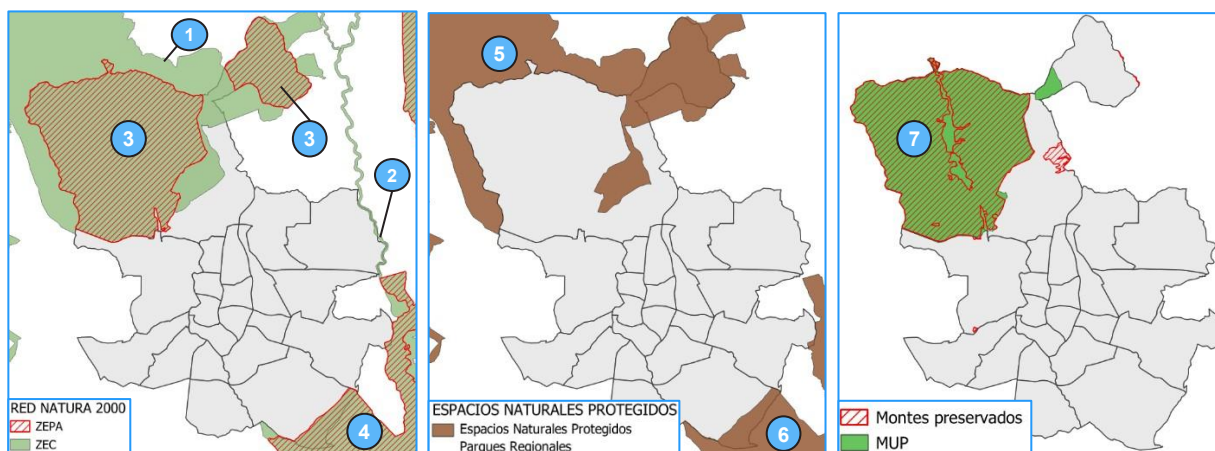 1
3
3
2
4
RED NATURA 2000
ZEPA
ZEC
5
6
ESPACIOS NATURALES PROTEGIDOS
Espacios Naturales Protegidos
Parques Regionales
7
Montes preservados
MUP